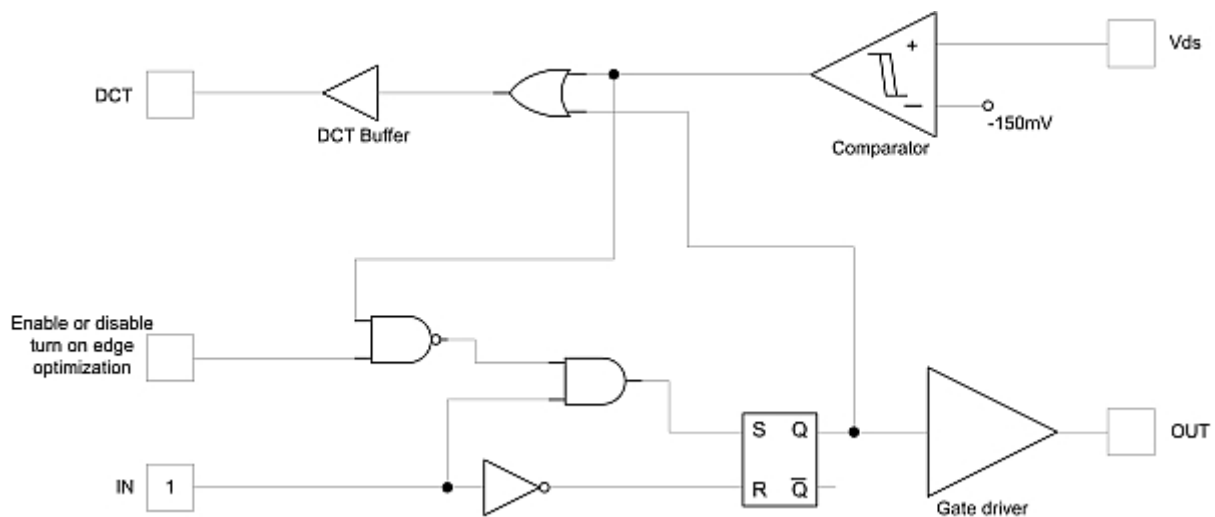 Vds
+
−
-150mV
Comparator
DCT
DCT Buffer
Enable or disable
turn on edge
optimization
S Q
R Q̅
OUT
IN
1
Gate driver